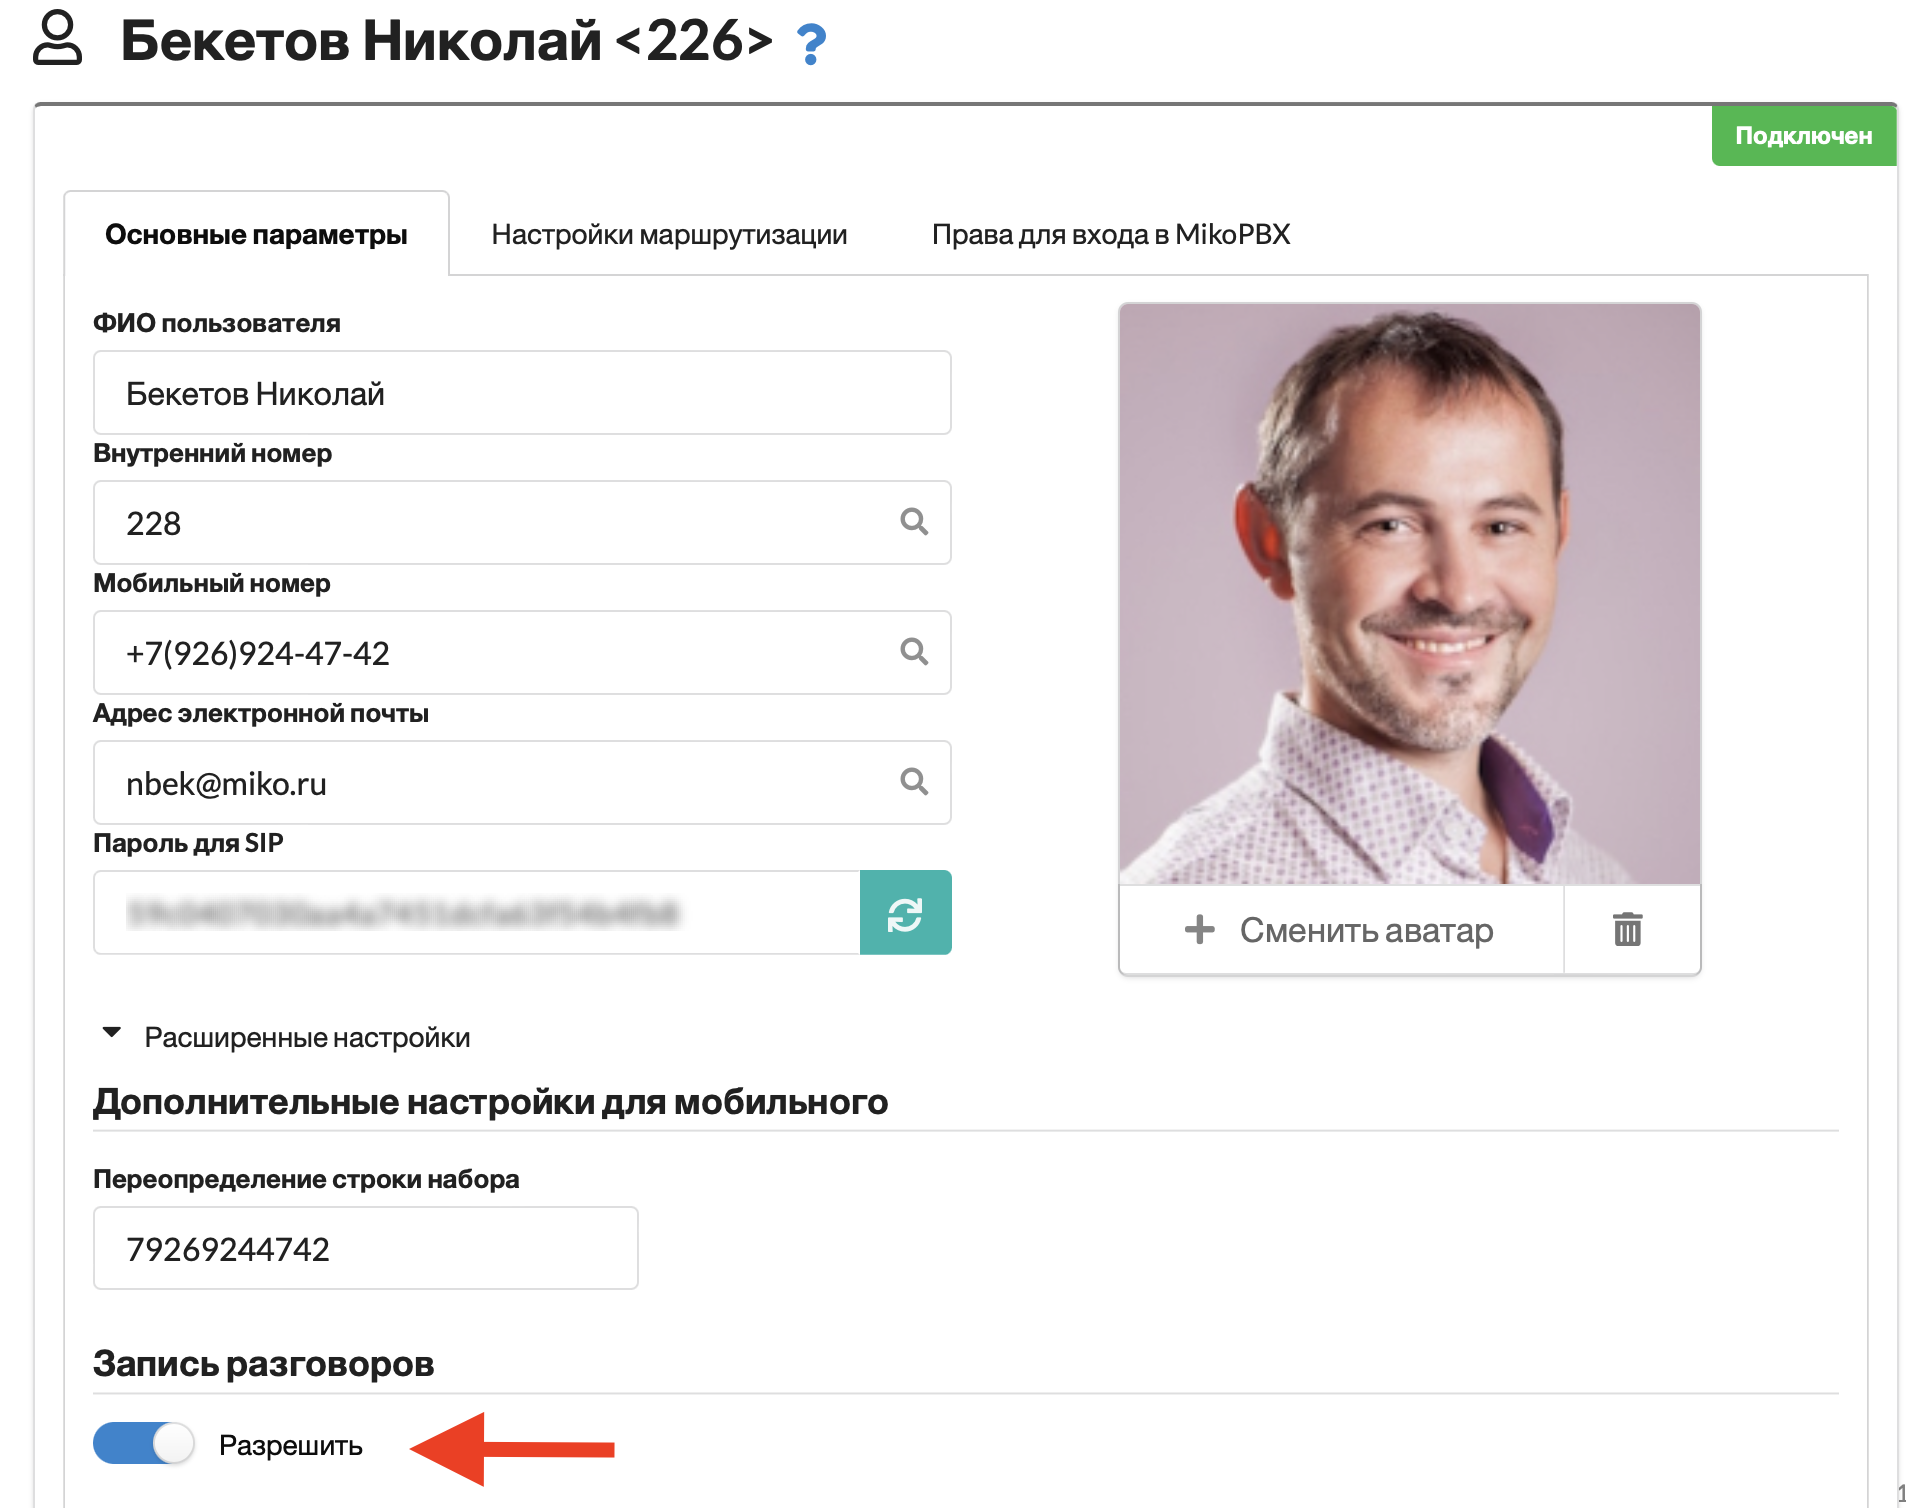 Бекетов Николай <226> ?
Подключен
Основные параметры
Настройки маршрутизации
Права для входа в MikoPBX
ФИО пользователя
Бекетов Николай
Внутренний номер
228
Мобильный номер
+7(926)924-47-42
Адрес электронной почты
nbek@miko.ru
Пароль для SIP
Сменить аватар
Расширенные настройки
Дополнительные настройки для мобильного
Переопределение строки набора
79269244742
Запись разговоров
Разрешить
1